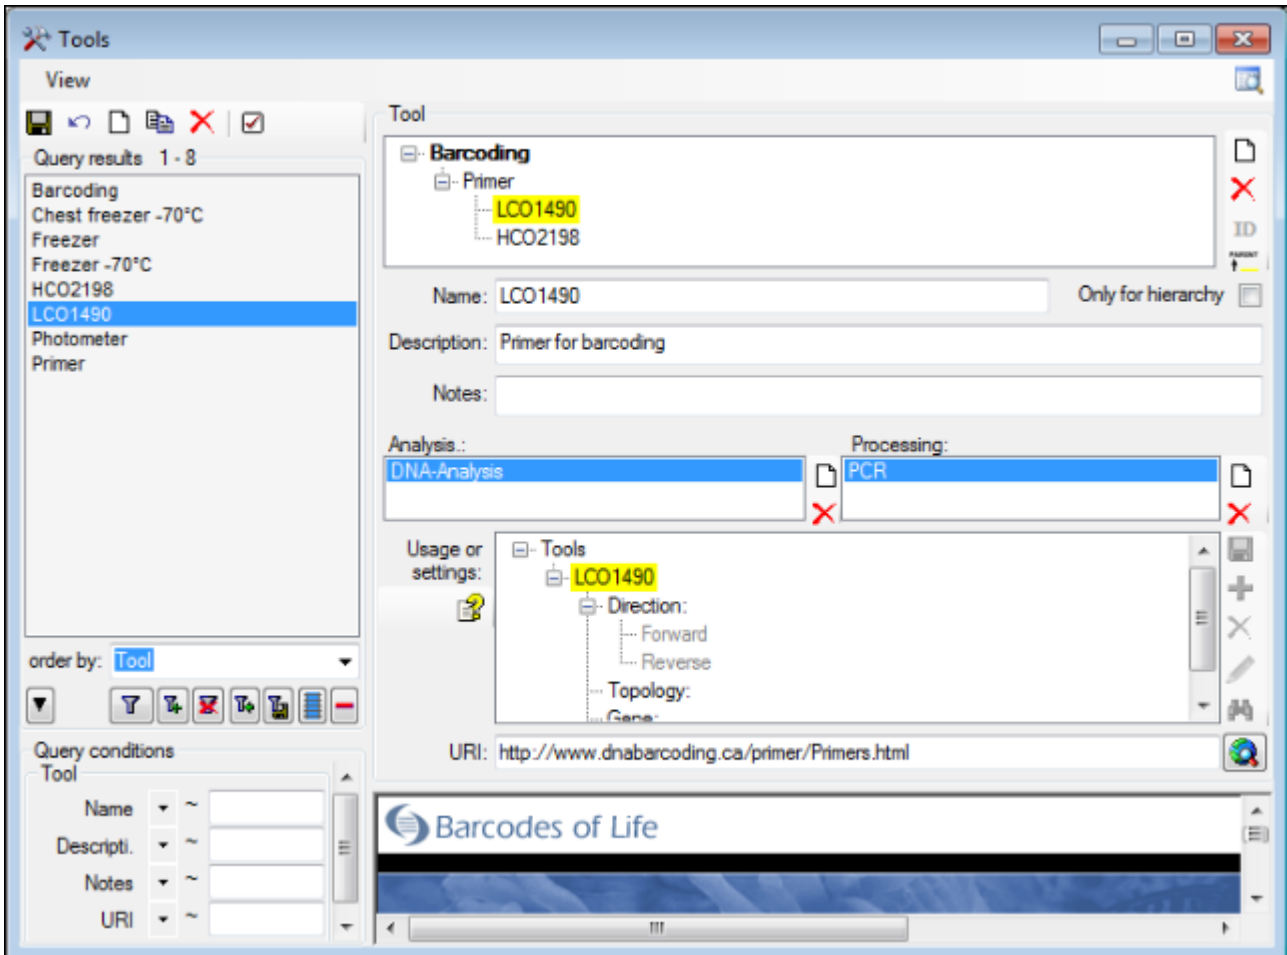 Tools
View
Query results 1 - 8
Barcoding
Chest freezer -70°C
Freezer
Freezer -70°C
HCO2198
LCO1490
Photometer
Primer
order by: Tool
Query conditions
Tool
Name ~
Descripti. ~
Notes ~
URI ~
Tool
Barcoding
Primer
LCO1490
HCO2198
ID
PARENT
Name: LCO1490
Only for hierarchy
Description: Primer for barcoding
Notes:
Analysis.:
Processing:
DNA-Analysis
PCR
Usage or
settings:
Tools
LCO1490
Direction:
Forward
Reverse
Topology:
Gene:
URI: http://www.dnabarcoding.ca/primer/Primers.html
Barcodes of Life